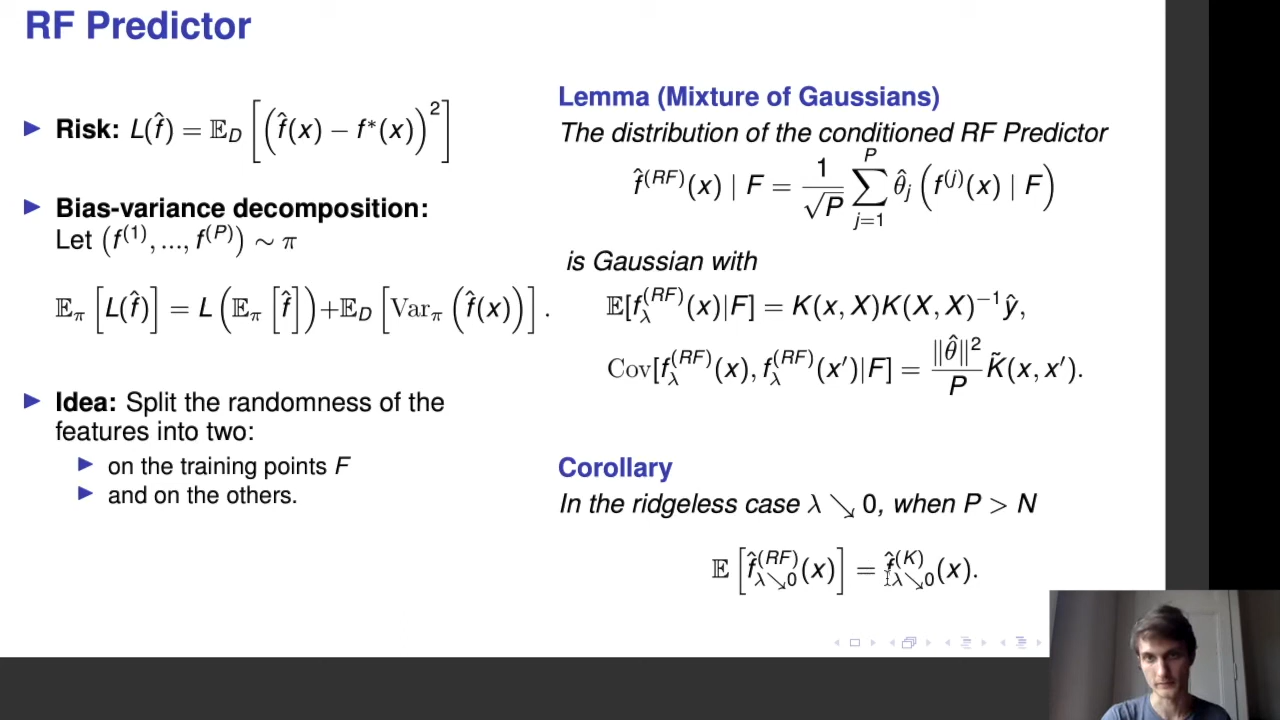 RF Predictor
▶ Risk: L(f̂) = 𝔼_D [(f̂(x) − f*(x))²]
▶ Bias-variance decomposition:
Let (f^(1), ..., f^(P)) ∼ π
𝔼_π [L(f̂)] = L (𝔼_π [f̂]) + 𝔼_D [Var_π (f̂(x))] .
▶ Idea: Split the randomness of the
features into two:
▶ on the training points F
▶ and on the others.
Lemma (Mixture of Gaussians)
The distribution of the conditioned RF Predictor
f̂^(RF)(x) | F = 1/√P ∑_{j=1}^{P} θ̂_j (f^(j)(x) | F)
is Gaussian with
𝔼[f_λ^(RF)(x)|F] = K(x, X)K(X, X)^−1 ŷ,
Cov[f_λ^(RF)(x), f_λ^(RF)(x′)|F] = ‖θ̂‖²/P K̃(x, x′).
Corollary
In the ridgeless case λ ↘ 0, when P > N
𝔼 [f̂_{λ↘0}^(RF)(x)] = f̂_{λ↘0}^(K)(x).